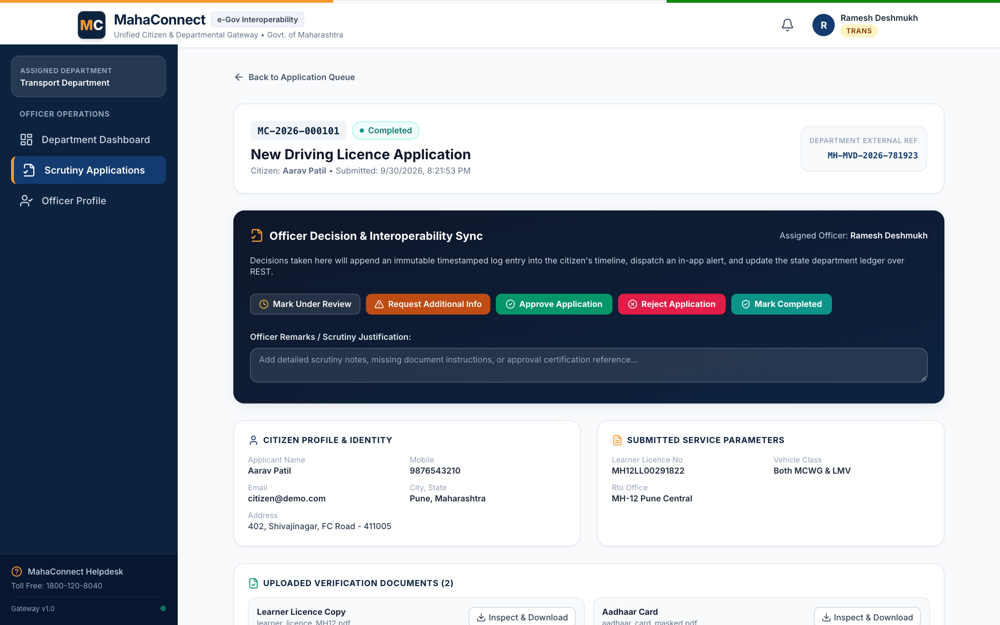 MC
MahaConnect
e-Gov Interoperability
Unified Citizen & Departmental Gateway • Govt. of Maharashtra
R
Ramesh Deshmukh
TRANS
ASSIGNED DEPARTMENT
Transport Department
OFFICER OPERATIONS
Department Dashboard
Scrutiny Applications
Officer Profile
MahaConnect Helpdesk
Toll Free: 1800-120-8040
Gateway v1.0
Back to Application Queue
MC-2026-000101
Completed
New Driving Licence Application
Citizen: Aarav Patil • Submitted: 9/30/2026, 8:21:53 PM
DEPARTMENT EXTERNAL REF
MH-MVD-2026-781923
Officer Decision & Interoperability Sync
Assigned Officer: Ramesh Deshmukh
Decisions taken here will append an immutable timestamped log entry into the citizen's timeline, dispatch an in-app alert, and update the state department ledger over
REST.
Mark Under Review
Request Additional Info
Approve Application
Reject Application
Mark Completed
Officer Remarks / Scrutiny Justification:
Add detailed scrutiny notes, missing document instructions, or approval certification reference...
CITIZEN PROFILE & IDENTITY
Applicant Name
Aarav Patil
Mobile
9876543210
Email
citizen@demo.com
City, State
Pune, Maharashtra
Address
402, Shivajinagar, FC Road - 411005
SUBMITTED SERVICE PARAMETERS
Learner Licence No
MH12LL00291822
Vehicle Class
Both MCWG & LMV
Rto Office
MH-12 Pune Central
UPLOADED VERIFICATION DOCUMENTS (2)
Learner Licence Copy
learner_licence_MH12.pdf
Inspect & Download
Aadhaar Card
aadhaar_card_masked.pdf
Inspect & Download